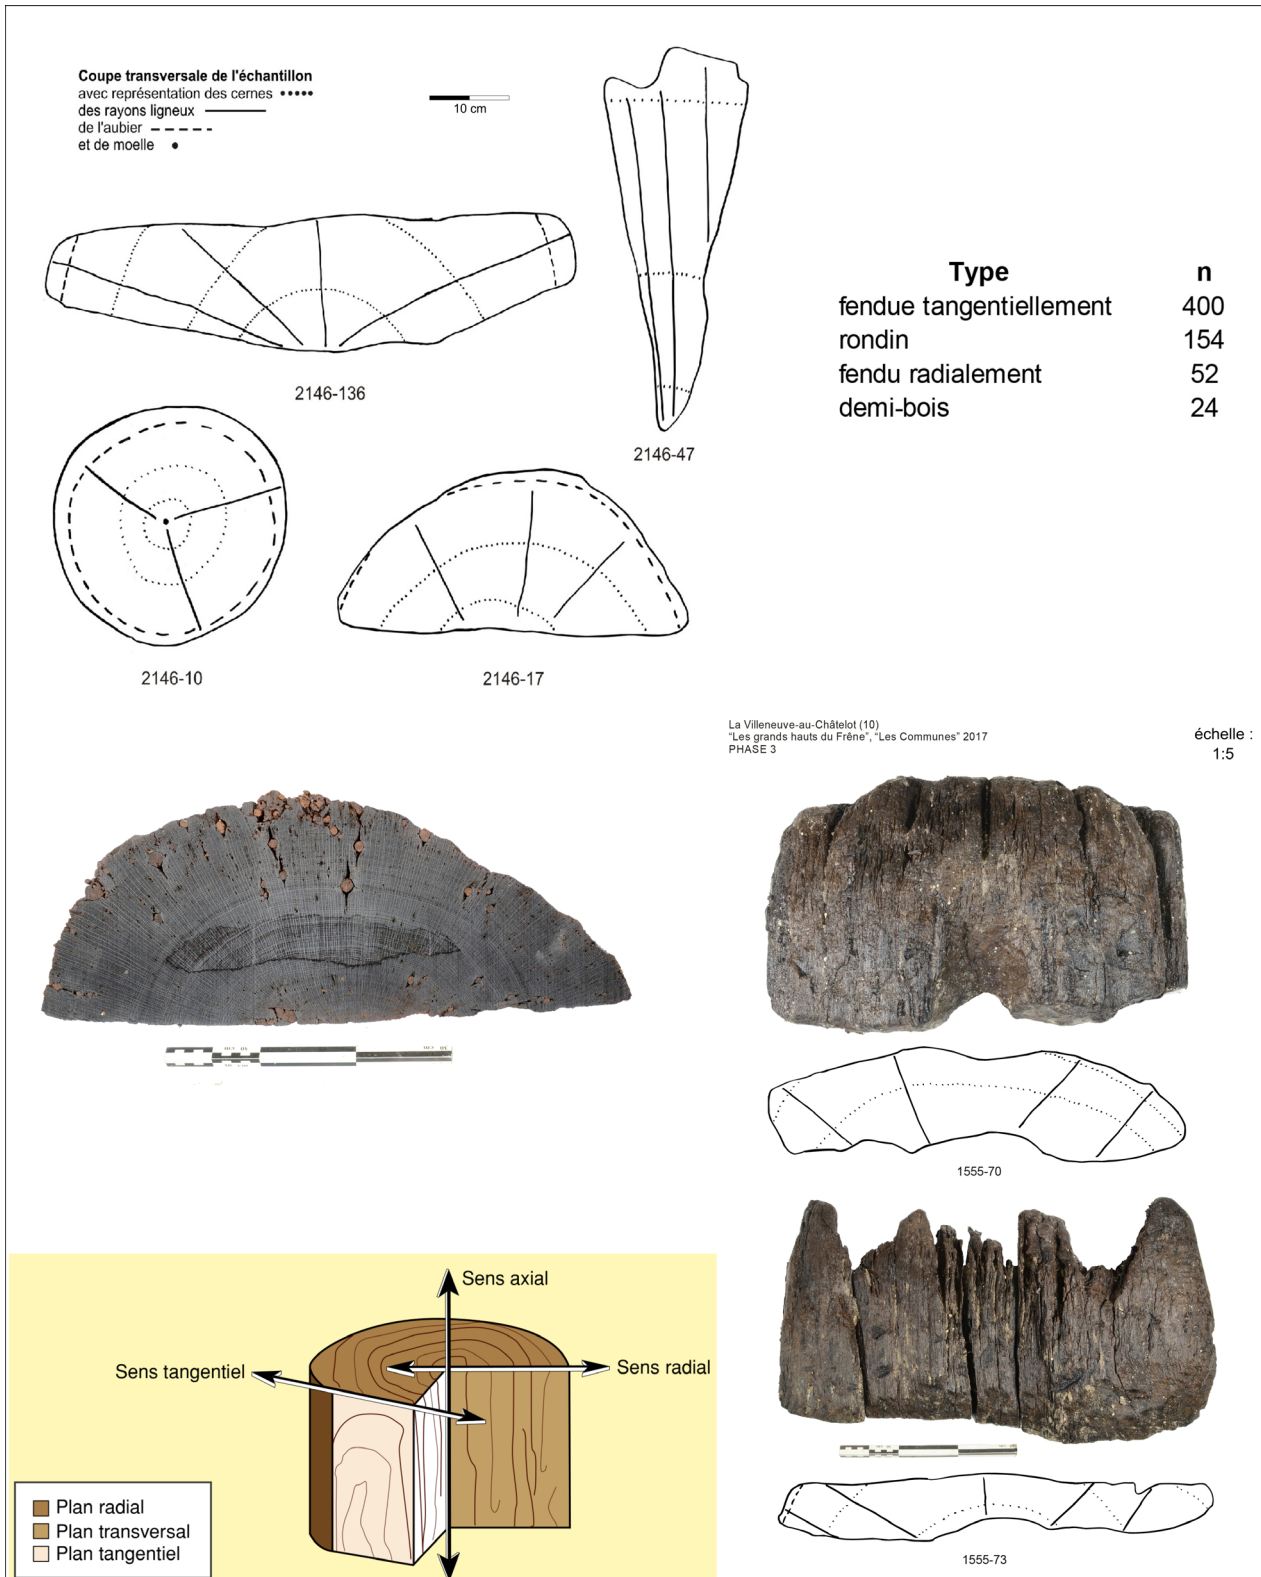 Coupe transversale de l'échantillon
avec représentation des cernes
des rayons ligneux
de l'aubier
et de moelle
10 cm
2146-136
2146-47
2146-10
2146-17
Type n
fendue tangentiellement 400
rondin 154
fendu radialement 52
demi-bois 24
La Villeneuve-au-Châtelot (10)
"Les grands hauts du Frêne", "Les Communes" 2017
PHASE 3
échelle :
1:5
1555-70
1555-73
Sens axial
Sens tangentiel
Sens radial
Plan radial
Plan transversal
Plan tangentiel